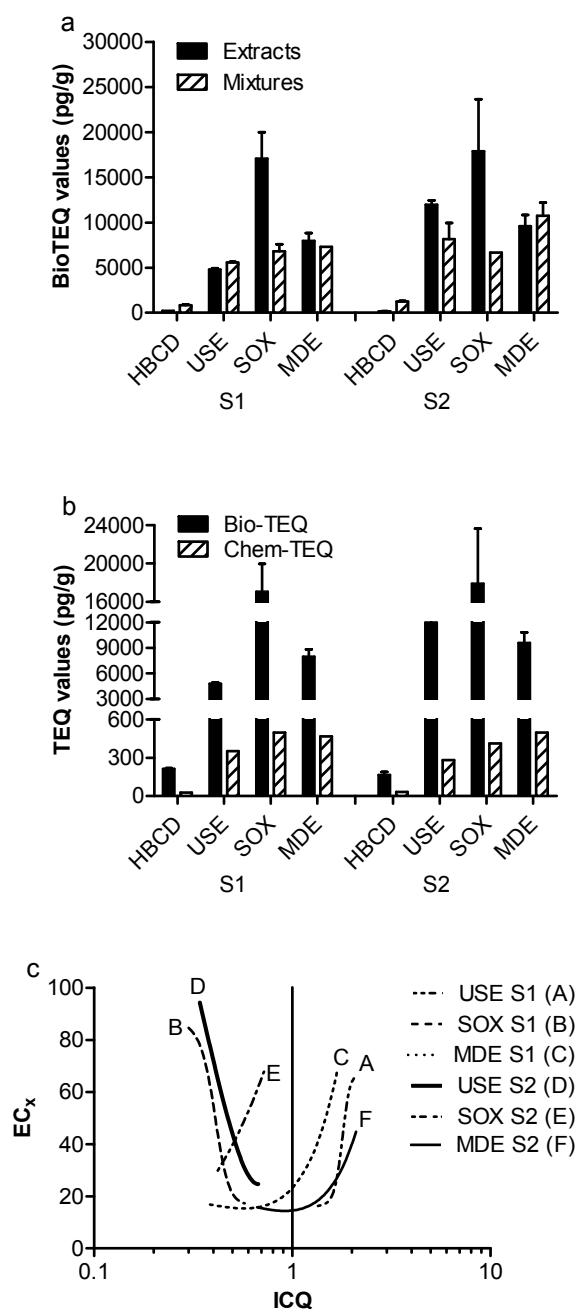 a
30000
25000
20000
15000
10000
5000
0
BioTEQ values (pg/g)
Extracts
Mixtures
HBCD USE SOX MDE HBCD USE SOX MDE
S1 S2
b
24000
20000
16000
12000
9000
6000
3000
600
300
0
TEQ values (pg/g)
Bio-TEQ
Chem-TEQ
HBCD USE SOX MDE HBCD USE SOX MDE
S1 S2
c
100
80
60
40
20
0
ECx
D
B
E
C
A
F
USE S1 (A)
SOX S1 (B)
MDE S1 (C)
USE S2 (D)
SOX S2 (E)
MDE S2 (F)
0.1 1 10
ICQ